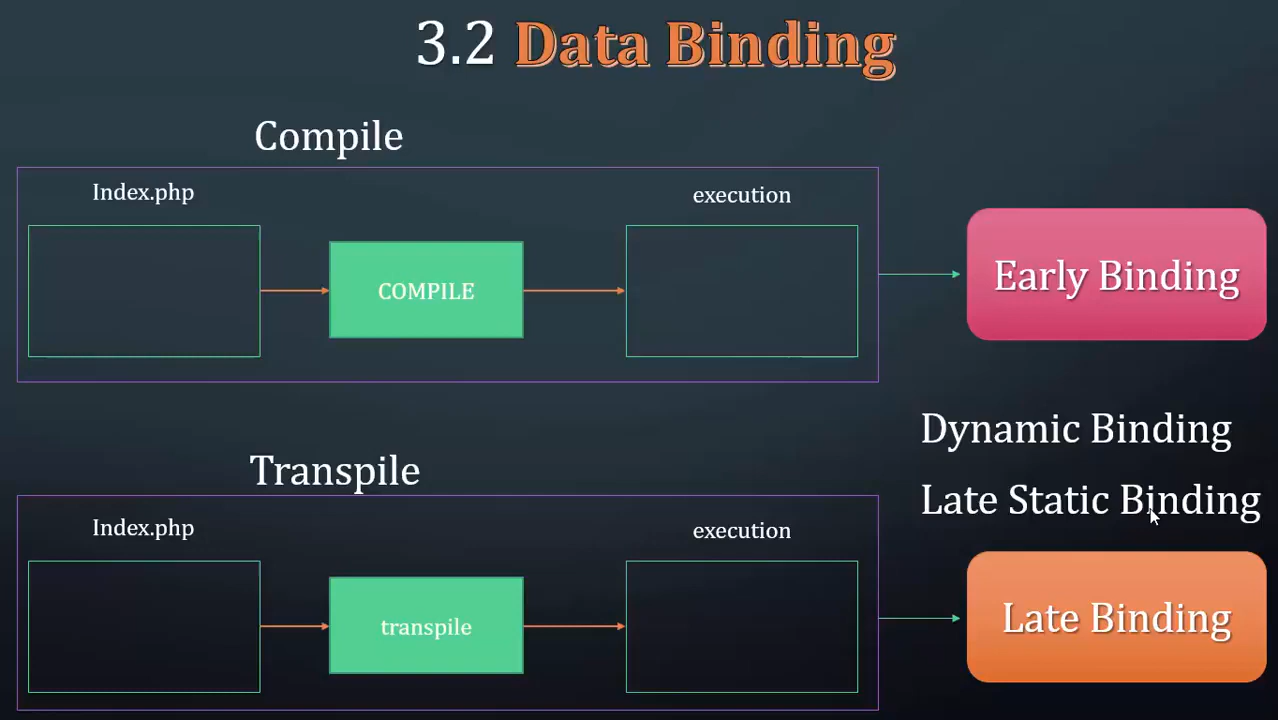 3.2 Data Binding
Compile
Index.php
execution
COMPILE
Early Binding
Dynamic Binding
Late Static Binding
Transpile
Index.php
execution
transpile
Late Binding